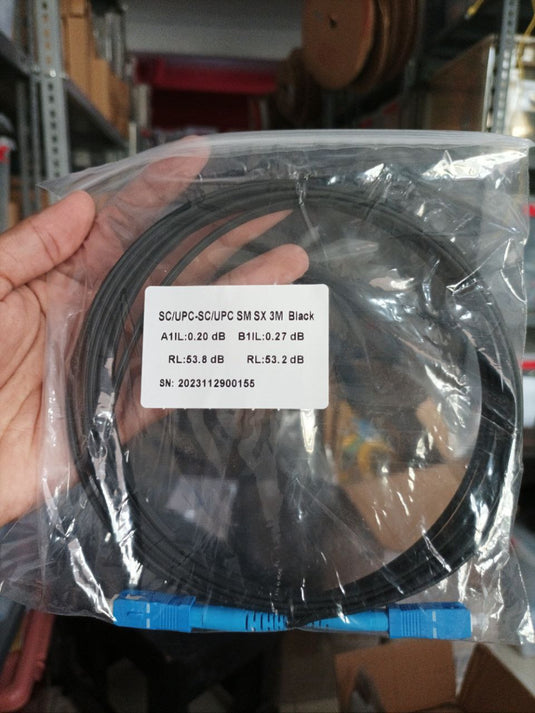 SC/UPC-SC/UPC SM SX 3M Black
A1IL:0.20 dB B1IL:0.27 dB
RL:53.8 dB RL:53.2 dB
SN: 2023112900155